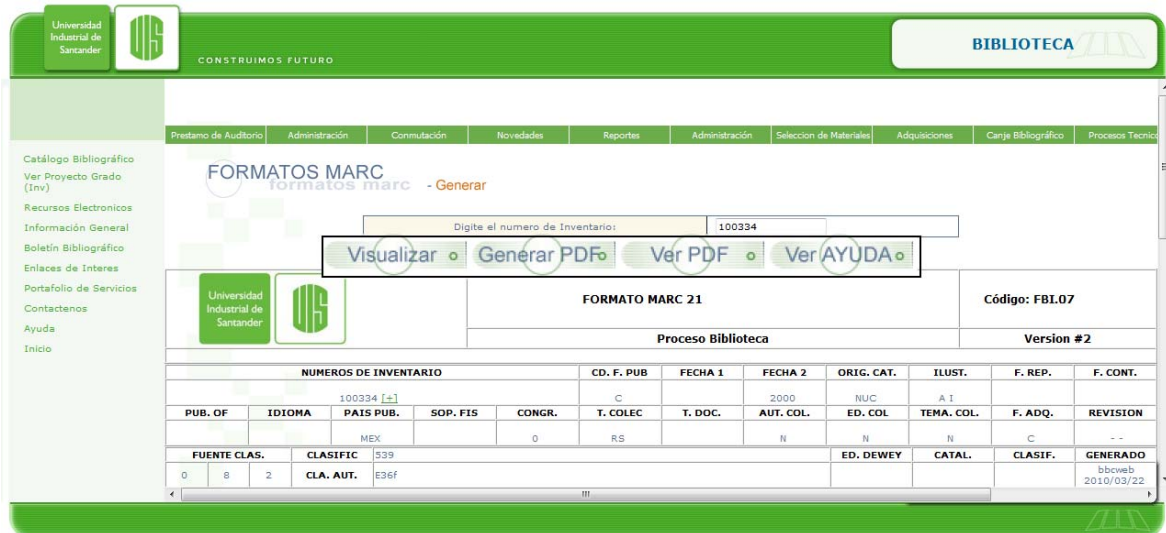 Universidad
Industrial de
Santander
CONSTRUIMOS FUTURO
BIBLIOTECA
Prestamo de Auditorio Administración Conmutación Novedades Reportes Administración Seleccion de Materiales Adquisiciones Canje Bibliográfico Procesos Tecnico
Catálogo Bibliográfico
Ver Proyecto Grado
(Inv)
Recursos Electronicos
Información General
Boletín Bibliográfico
Enlaces de Interes
Portafolio de Servicios
Contactenos
Ayuda
Inicio
FORMATOS MARC
formatos marc - Generar
Digite el numero de Inventario: 100334
Visualizar Generar PDF Ver PDF Ver AYUDA
Universidad
Industrial de
Santander
FORMATO MARC 21 Código: FBI.07
Proceso Biblioteca Version #2
NUMEROS DE INVENTARIO CD. F. PUB FECHA 1 FECHA 2 ORIG. CAT. ILUST. F. REP. F. CONT.
100334 [+] C 2000 NUC A I
PUB. OF IDIOMA PAIS PUB. SOP. FIS CONGR. T. COLEC T. DOC. AUT. COL. ED. COL TEMA. COL. F. ADQ. REVISION
MEX 0 RS N N N C - -
FUENTE CLAS. CLASIFIC 539 ED. DEWEY CATAL. CLASIF. GENERADO
0 8 2 CLA. AUT. E36f bbcweb
2010/03/22